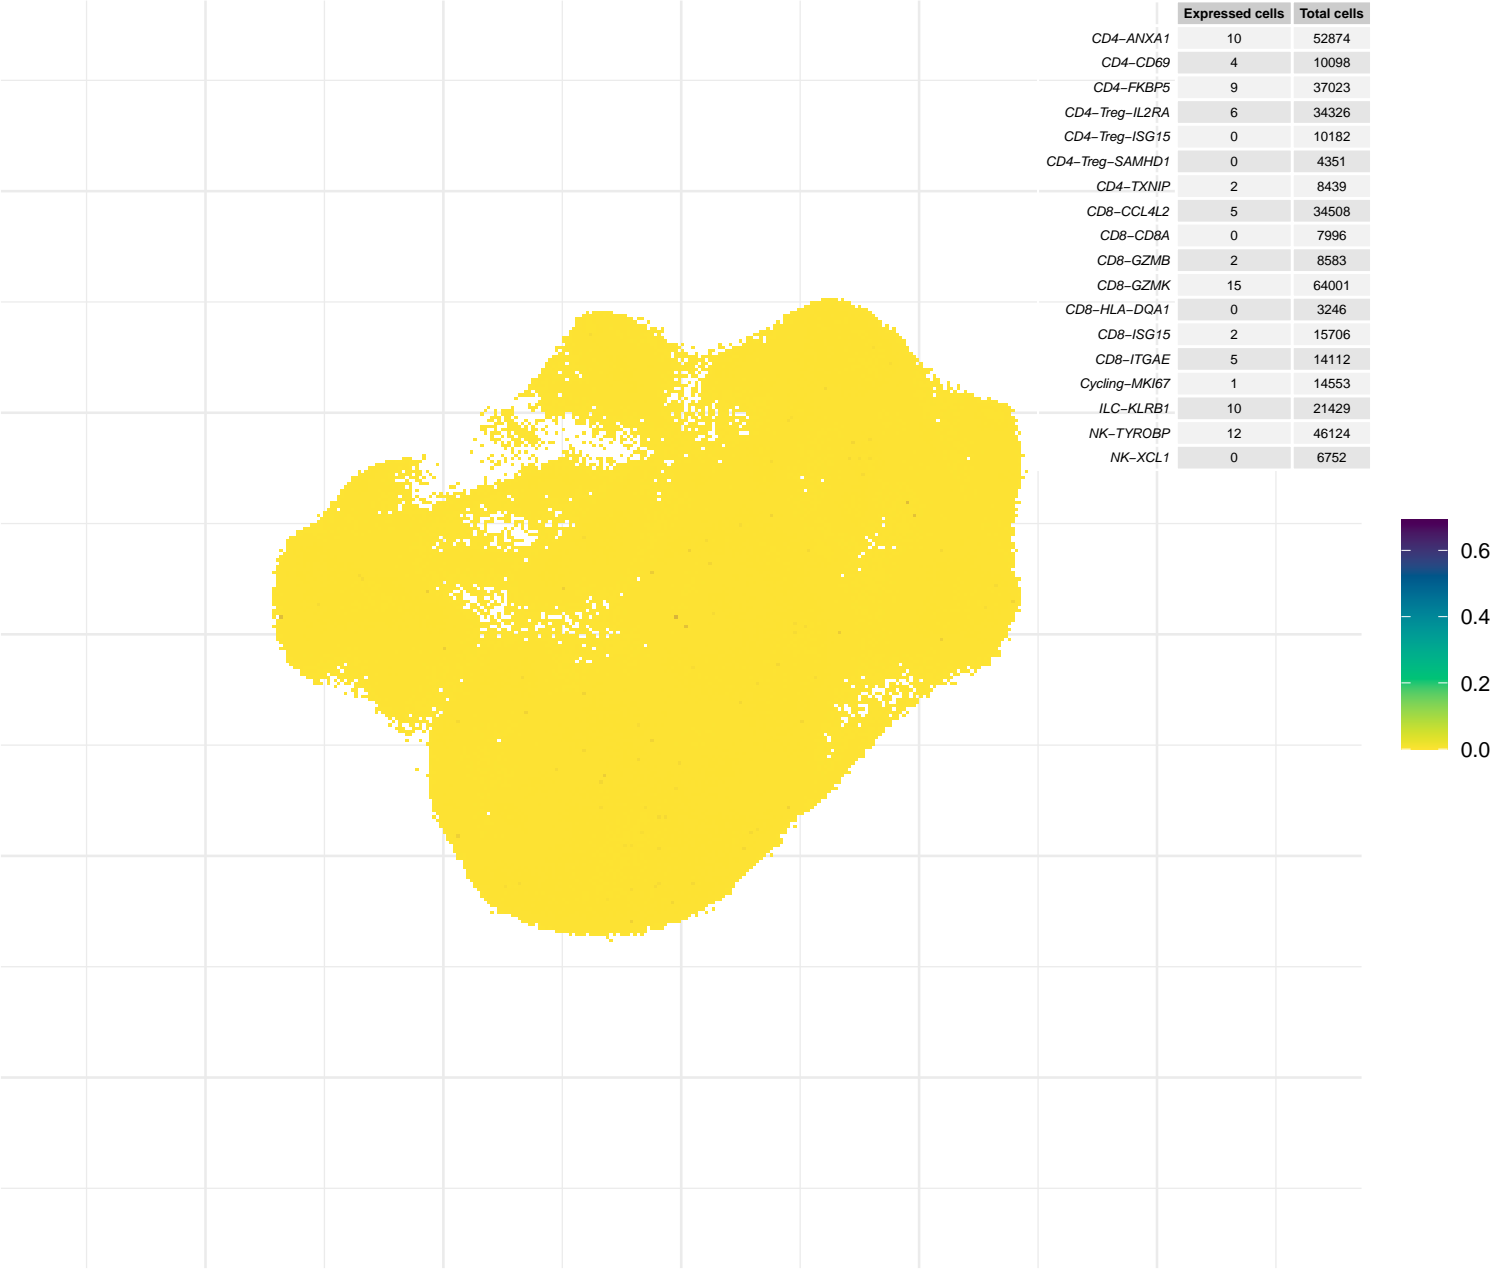 Expressed cells Total cells
CD4−ANXA1 10 52874
CD4−CD69 4 10098
CD4−FKBP5 9 37023
CD4−Treg−IL2RA 6 34326
CD4−Treg−ISG15 0 10182
CD4−Treg−SAMHD1 0 4351
CD4−TXNIP 2 8439
CD8−CCL4L2 5 34508
CD8−CD8A 0 7996
CD8−GZMB 2 8583
CD8−GZMK 15 64001
CD8−HLA−DQA1 0 3246
CD8−ISG15 2 15706
CD8−ITGAE 5 14112
Cycling−MKI67 1 14553
ILC−KLRB1 10 21429
NK−TYROBP 12 46124
NK−XCL1 0 6752
0.6
0.4
0.2
0.0